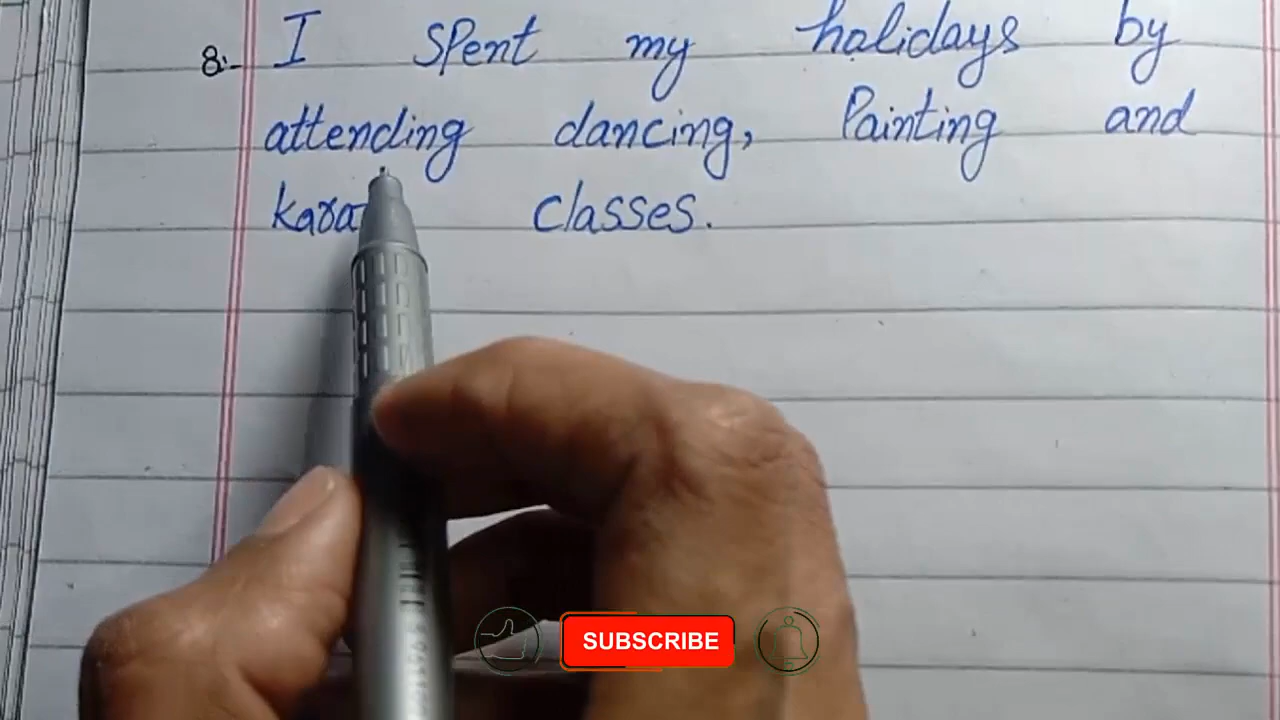 8:- I spent my holidays by
attending dancing, Painting and
classes.
SUBSCRIBE